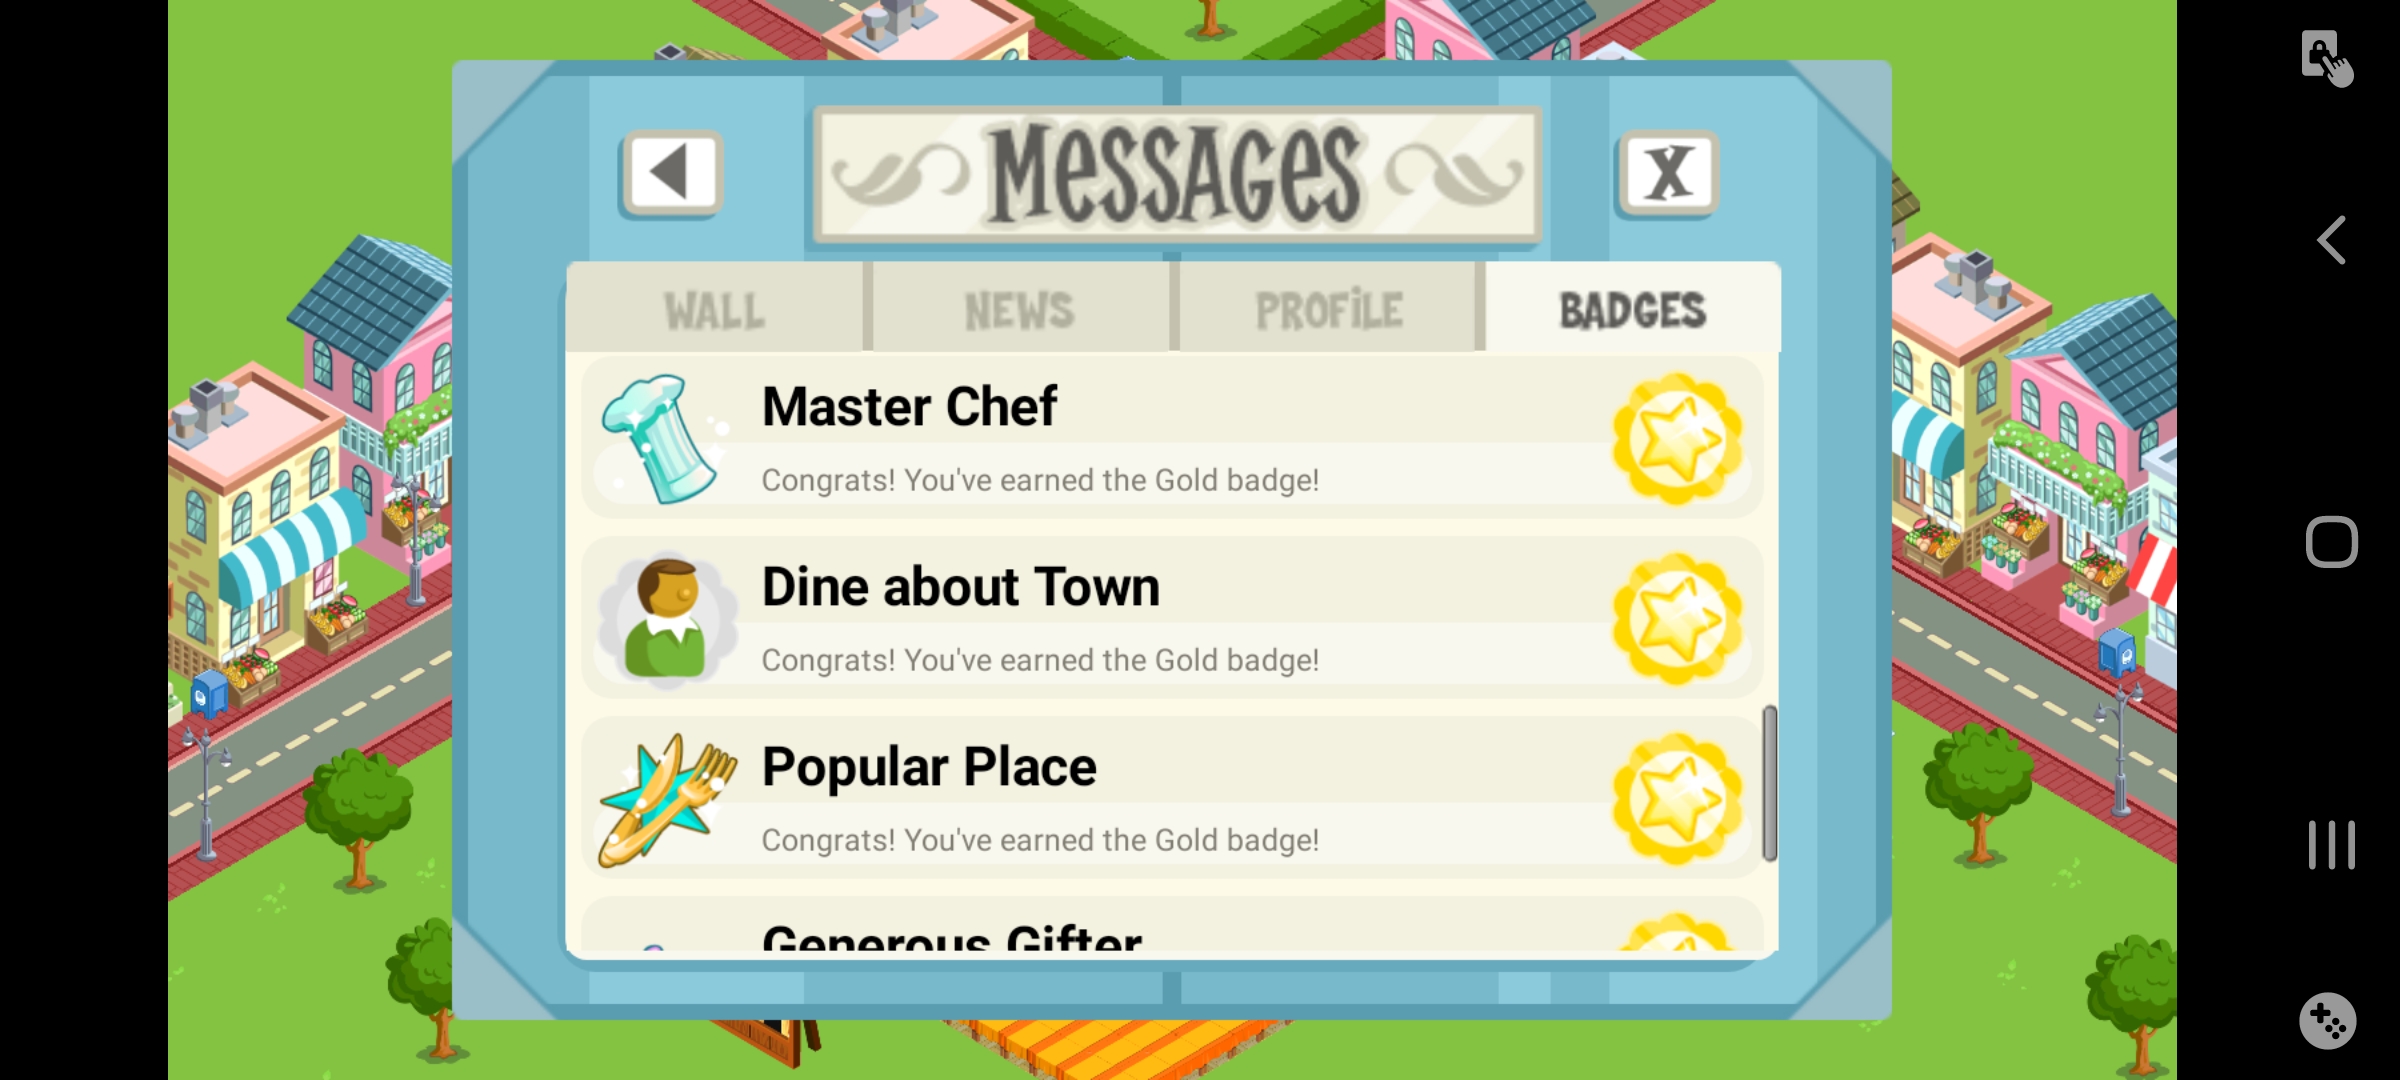 MESSAGES
X
WALL
NEWS
PROFILE
BADGES
Master Chef
Congrats! You've earned the Gold badge!
Dine about Town
Congrats! You've earned the Gold badge!
Popular Place
Congrats! You've earned the Gold badge!
Generous Gifter